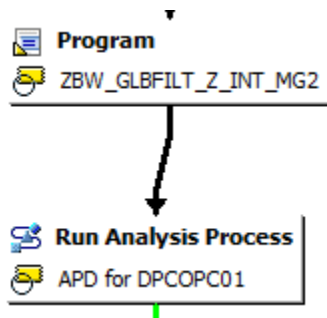 Program
ZBW_GLBFILT_Z_INT_MG2
Run Analysis Process
APD for DPCOPC01